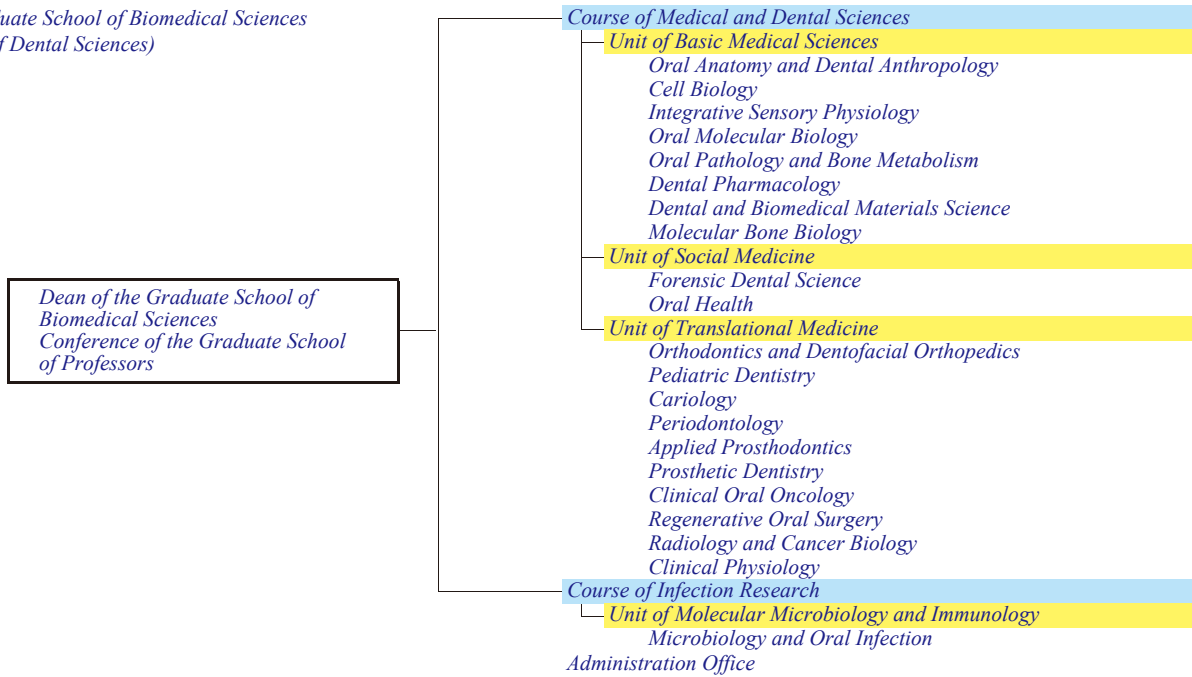 School of Biomedical Sciences
Dental Sciences)
Course of Medical and Dental Sciences
Unit of Basic Medical Sciences
Oral Anatomy and Dental Anthropology
Cell Biology
Integrative Sensory Physiology
Oral Molecular Biology
Oral Pathology and Bone Metabolism
Dental Pharmacology
Dental and Biomedical Materials Science
Molecular Bone Biology
Unit of Social Medicine
Forensic Dental Science
Oral Health
Unit of Translational Medicine
Orthodontics and Dentofacial Orthopedics
Pediatric Dentistry
Cariology
Periodontology
Applied Prosthodontics
Prosthetic Dentistry
Clinical Oral Oncology
Regenerative Oral Surgery
Radiology and Cancer Biology
Clinical Physiology
Course of Infection Research
Unit of Molecular Microbiology and Immunology
Microbiology and Oral Infection
Administration Office
Dean of the Graduate School of
Biomedical Sciences
Conference of the Graduate School
of Professors